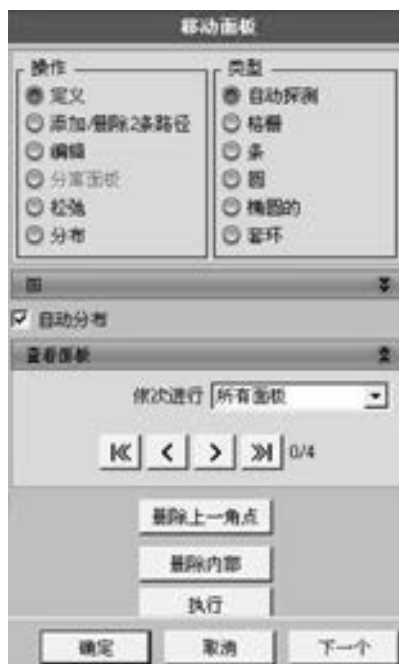 移动面板
操作
定义
添加/删除2条路径
编辑
分离面板
松弛
分布
类型
自动探测
格栅
条
圆
椭圆的
套环
圆
自动分布
查看面板
依次进行 所有面板
0/4
删除上一角点
删除内部
执行
确定 取消 下一个